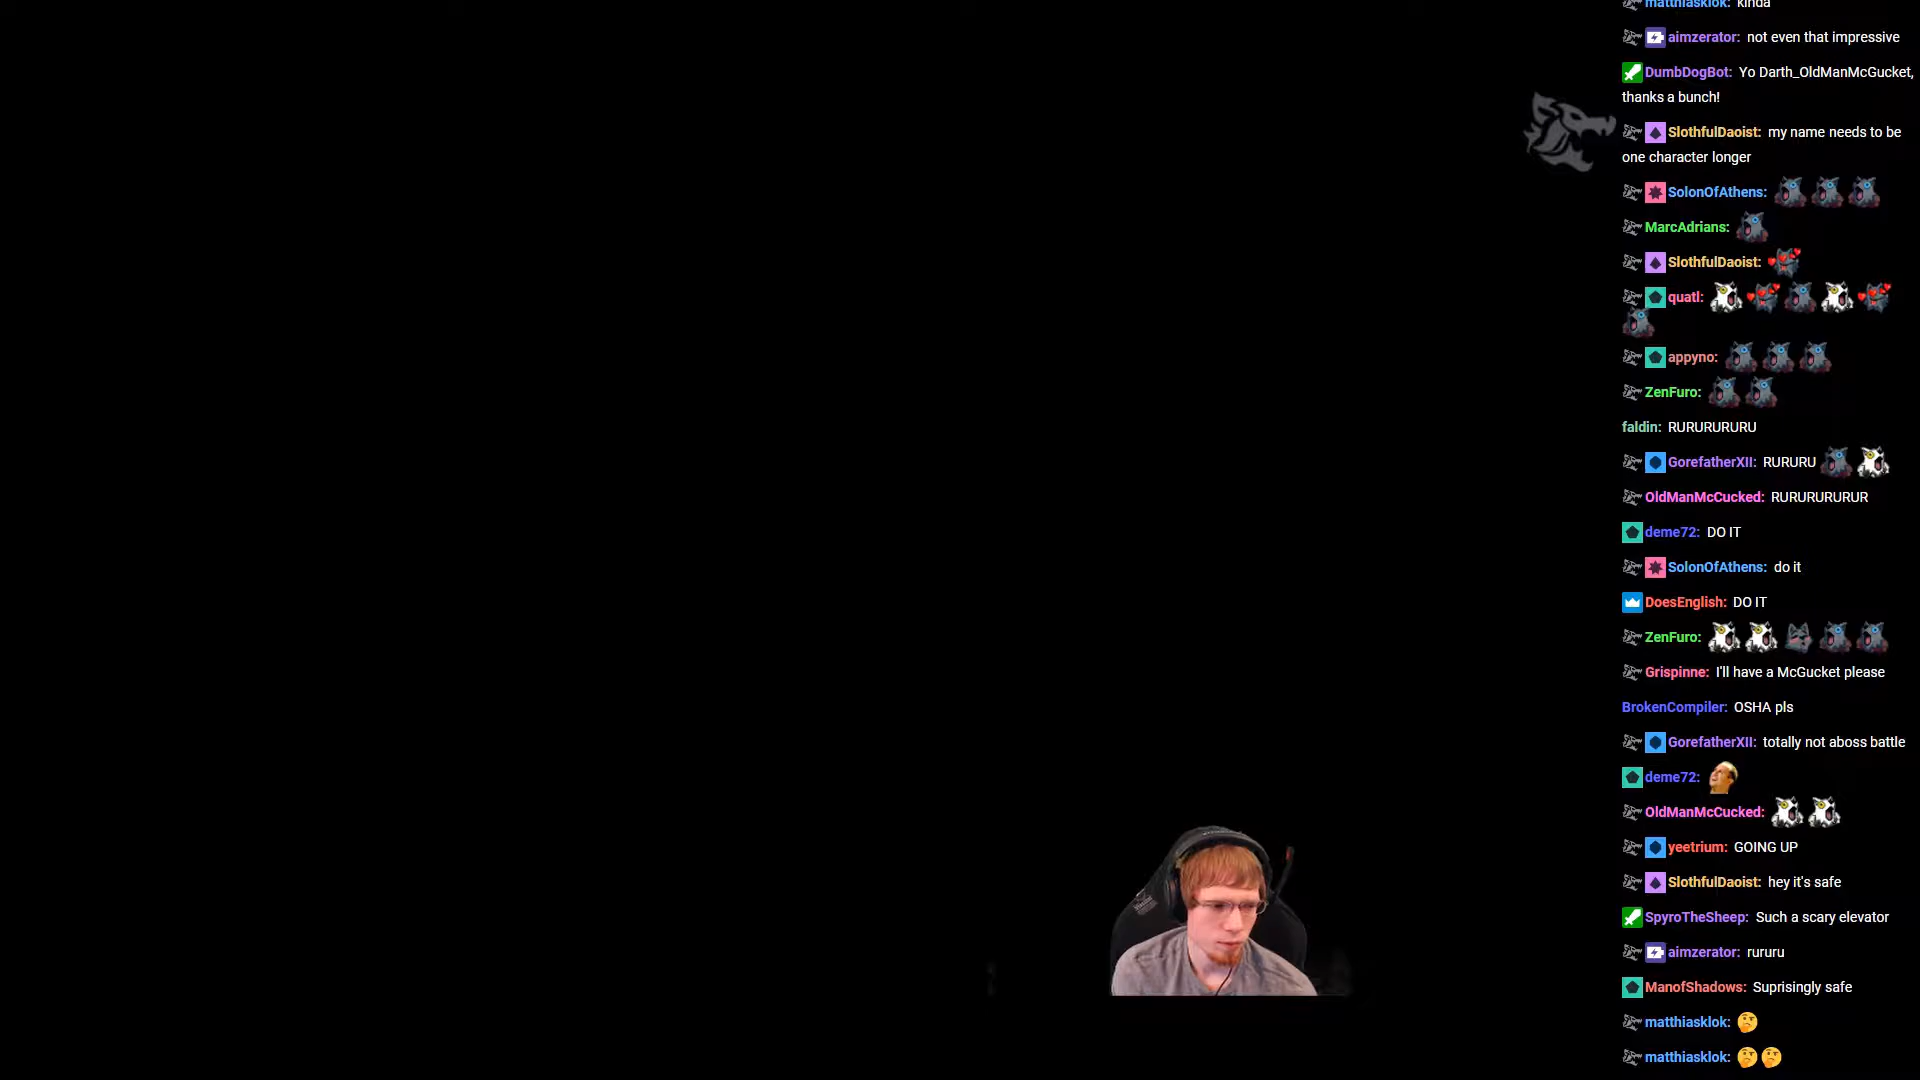 matthiasklok: kinda
aimzerator: not even that impressive
DumbDogBot: Yo Darth_OldManMcGucket,
thanks a bunch!
SlothfulDaoist: my name needs to be
one character longer
SolonOfAthens:
MarcAdrians:
SlothfulDaoist:
quatl:
appyno:
ZenFuro:
faldin: RURURURURU
GorefatherXII: RURURU
OldManMcCucked: RURURURURUR
deme72: DO IT
SolonOfAthens: do it
DoesEnglish: DO IT
ZenFuro:
Grispinne: I'll have a McGucket please
BrokenCompiler: OSHA pls
GorefatherXII: totally not aboss battle
deme72:
OldManMcCucked:
yeetrium: GOING UP
SlothfulDaoist: hey it's safe
SpyroTheSheep: Such a scary elevator
aimzerator: rururu
ManofShadows: Suprisingly safe
matthiasklok: 🤔
matthiasklok: 🤔🤔